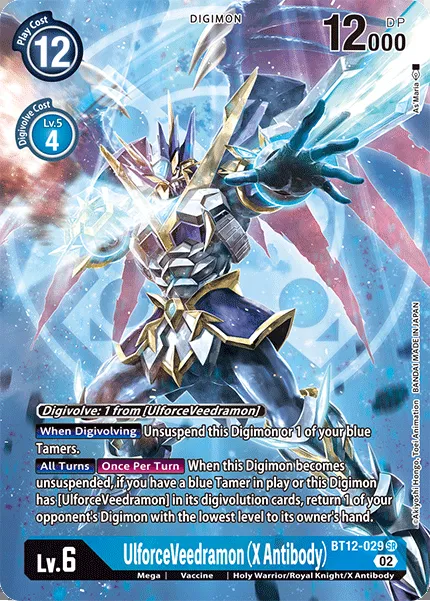 DIGIMON
Play Cost
12
DP
12000
Digivolve Cost
Lv.5
4
As'Maria
Digivolve: 1 from [UlforceVeedramon]
When Digivolving Unsuspend this Digimon or 1 of your blue
Tamers.
All Turns Once Per Turn When this Digimon becomes
unsuspended, if you have a blue Tamer in play or this Digimon
has [UlforceVeedramon] in its digivolution cards, return 1 of your
opponent's Digimon with the lowest level to its owner's hand.
©Akiyoshi Hongo, Toei Animation BANDAI MADE IN JAPAN
Lv.6
UlforceVeedramon (X Antibody)
BT12-029 SR
02
Mega | Vaccine | Holy Warrior/Royal Knight/X Antibody